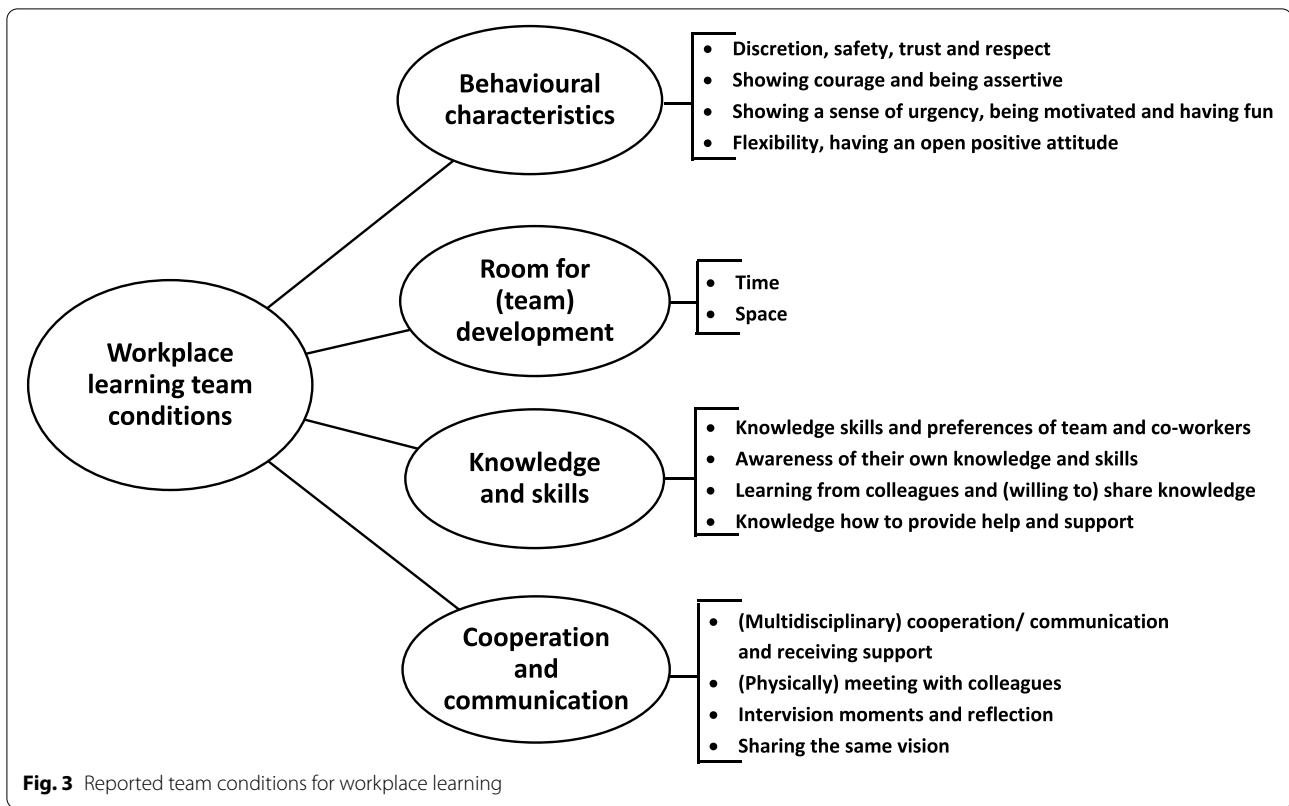 Behavioural
characteristics
• Discretion, safety, trust and respect
• Showing courage and being assertive
• Showing a sense of urgency, being motivated and having fun
• Flexibility, having an open positive attitude
Room for
(team)
development
• Time
• Space
Workplace
learning team
conditions
Knowledge
and skills
• Knowledge skills and preferences of team and co-workers
• Awareness of their own knowledge and skills
• Learning from colleagues and (willing to) share knowledge
• Knowledge how to provide help and support
Cooperation
and
communication
• (Multidisciplinary) cooperation/ communication
and receiving support
• (Physically) meeting with colleagues
• Intervision moments and reflection
• Sharing the same vision
Fig. 3 Reported team conditions for workplace learning